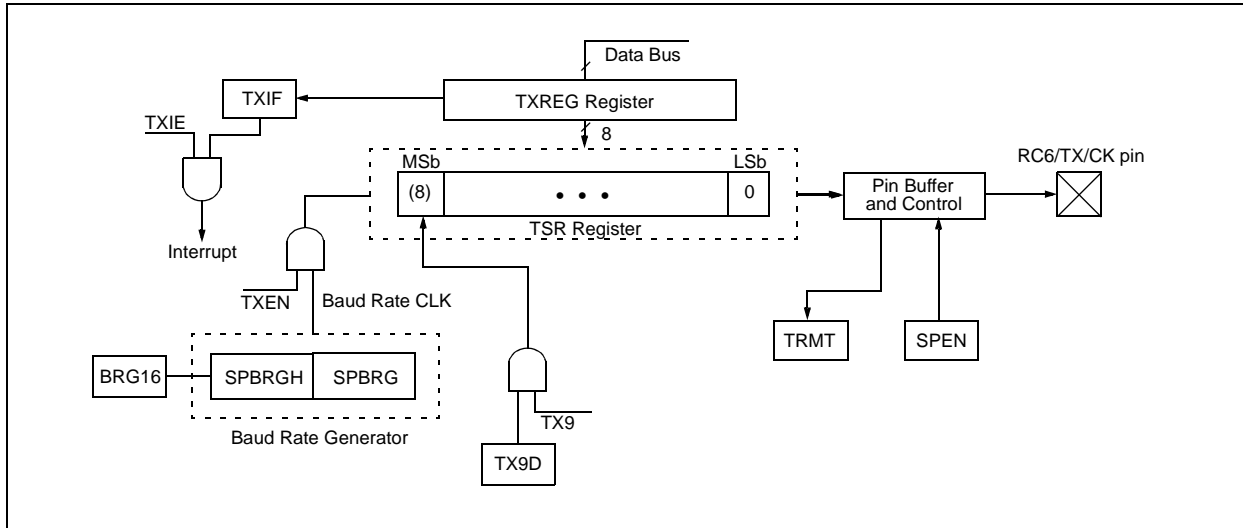 Data Bus
TXIF
TXREG Register
TXIE
8
MSb
LSb
RC6/TX/CK pin
(8)
• • •
0
Pin Buffer
and Control
TSR Register
Interrupt
TXEN
Baud Rate CLK
TRMT
SPEN
BRG16
SPBRGH
SPBRG
TX9
Baud Rate Generator
TX9D